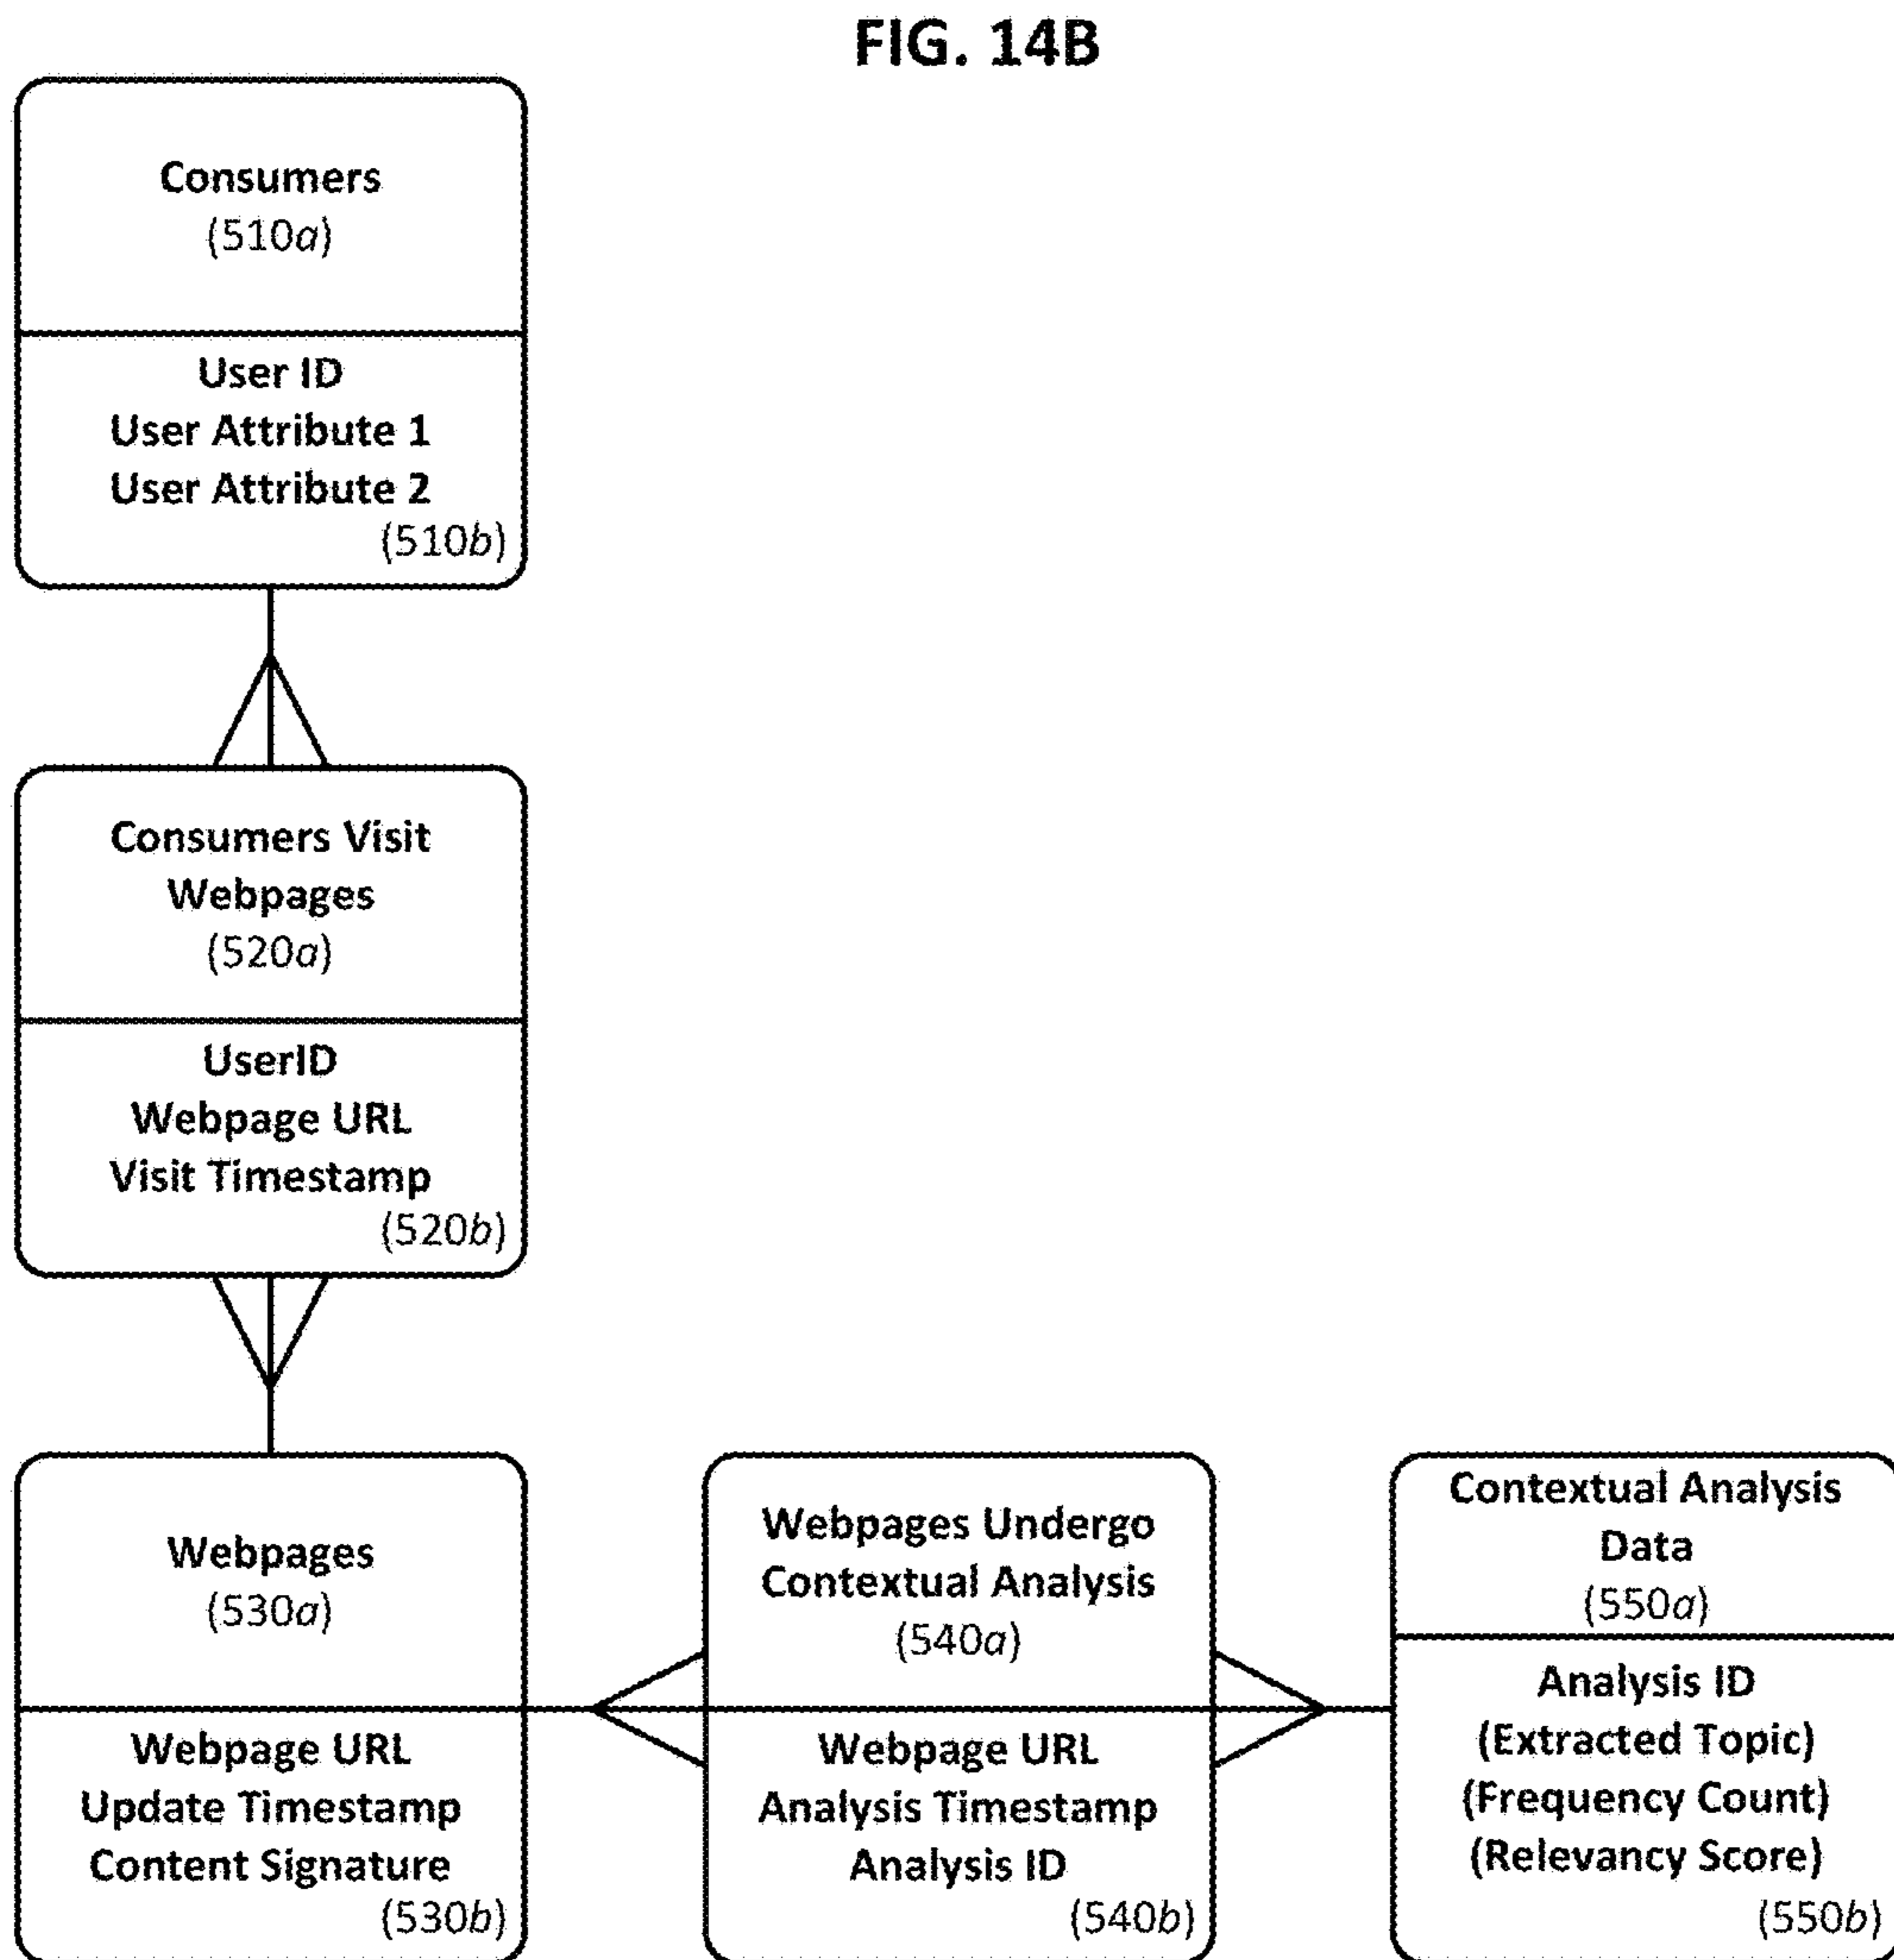 FIG. 14B
Consumers
(510a)
User ID
User Attribute 1
User Attribute 2
(510b)
Consumers Visit
Webpages
(520a)
UserID
Webpage URL
Visit Timestamp
(520b)
Webpages
(530a)
Webpage URL
Update Timestamp
Content Signature
(530b)
Webpages Undergo
Contextual Analysis
(540a)
Webpage URL
Analysis Timestamp
Analysis ID
(540b)
Contextual Analysis
Data
(550a)
Analysis ID
(Extracted Topic)
(Frequency Count)
(Relevancy Score)
(550b)